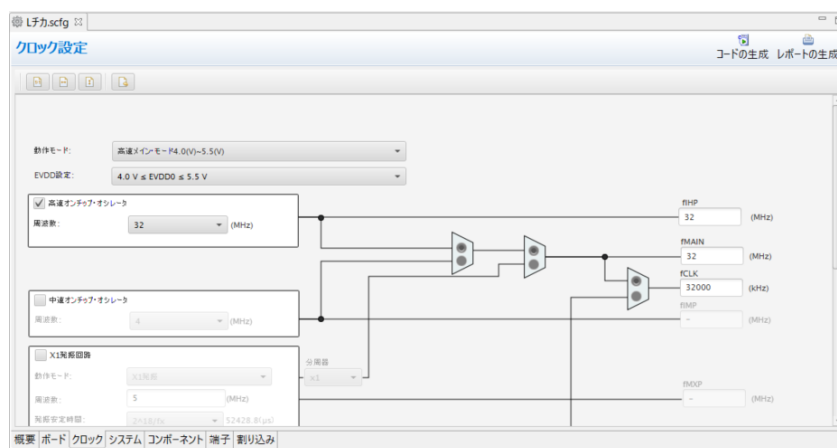 Lチカ.scfg
クロック設定
コードの生成 レポートの生成
動作モード: 高速メイン・モード4.0(V)~5.5(V)
EVDD設定: 4.0 V ≤ EVDD0 ≤ 5.5 V
高速オンチップ・オシレータ
周波数: 32 (MHz)
fIHP
32 (MHz)
fMAIN
32 (MHz)
fCLK
32000 (kHz)
中速オンチップ・オシレータ
周波数: 4 (MHz)
fIMP
- (MHz)
X1発振回路
動作モード: X1発振
分周器
x1
周波数: 5 (MHz)
fMXP
- (MHz)
発振安定時間: 2^18/fx 52428.8(μs)
概要 ボード クロック システム コンポーネント 端子 割り込み